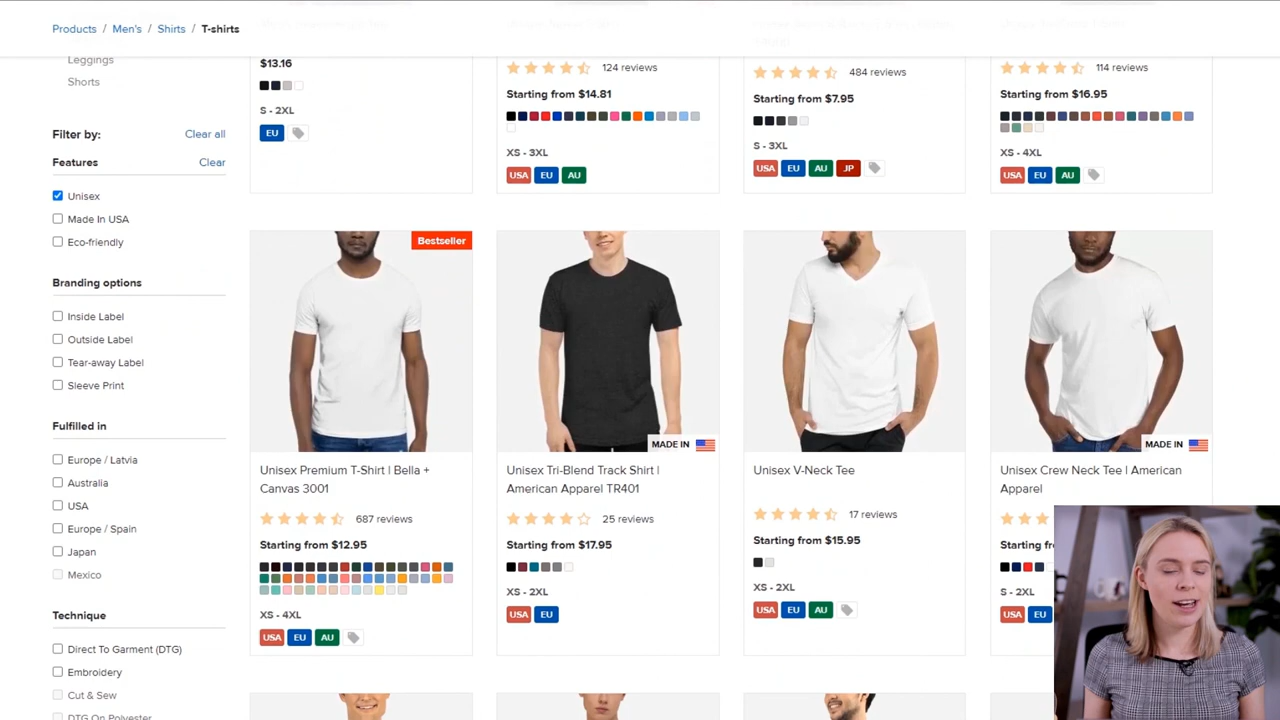 Products / Men's / Shirts / T-shirts
Leggings
Shorts
Filter by: Clear all
Features Clear
Unisex
Made In USA
Eco-friendly
Branding options
Inside Label
Outside Label
Tear-away Label
Sleeve Print
Fulfilled in
Europe / Latvia
Australia
USA
Europe / Spain
Japan
Mexico
Technique
Direct To Garment (DTG)
Embroidery
Cut & Sew
DTG On Polyester
$13.16
S - 2XL
EU
124 reviews
Starting from $14.81
XS - 3XL
USA EU AU
484 reviews
Starting from $7.95
S - 3XL
USA EU AU JP
114 reviews
Starting from $16.95
XS - 4XL
USA EU AU
Bestseller
Unisex Premium T-Shirt | Bella +
Canvas 3001
687 reviews
Starting from $12.95
XS - 4XL
USA EU AU
MADE IN
Unisex Tri-Blend Track Shirt |
American Apparel TR401
25 reviews
Starting from $17.95
XS - 2XL
USA EU
Unisex V-Neck Tee
17 reviews
Starting from $15.95
XS - 2XL
USA EU AU
MADE IN
Unisex Crew Neck Tee | American
Apparel
S - 2XL
USA EU